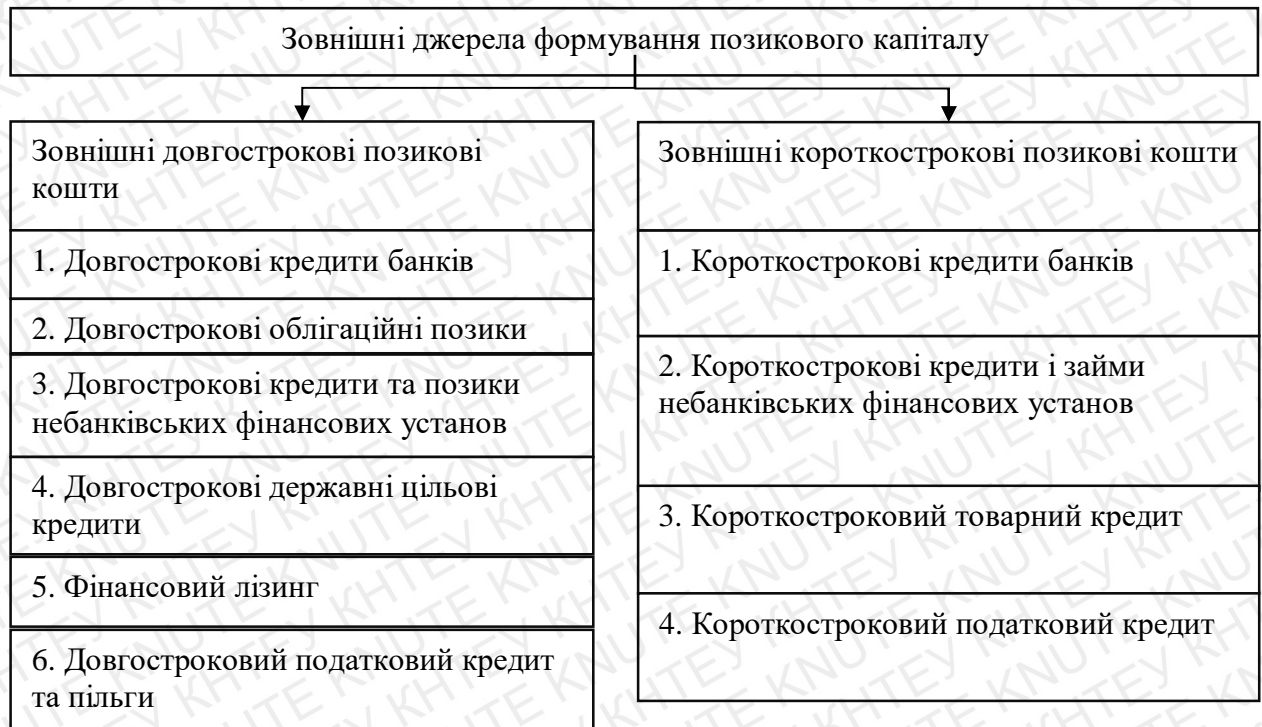 Зовнішні джерела формування позикового капіталу
Зовнішні довгострокові позикові
кошти
1. Довгострокові кредити банків
2. Довгострокові облігаційні позики
3. Довгострокові кредити та позики
небанківських фінансових установ
4. Довгострокові державні цільові
кредити
5. Фінансовий лізинг
6. Довгостроковий податковий кредит
та пільги
Зовнішні короткострокові позикові кошти
1. Короткострокові кредити банків
2. Короткострокові кредити і займи
небанківських фінансових установ
3. Короткостроковий товарний кредит
4. Короткостроковий податковий кредит